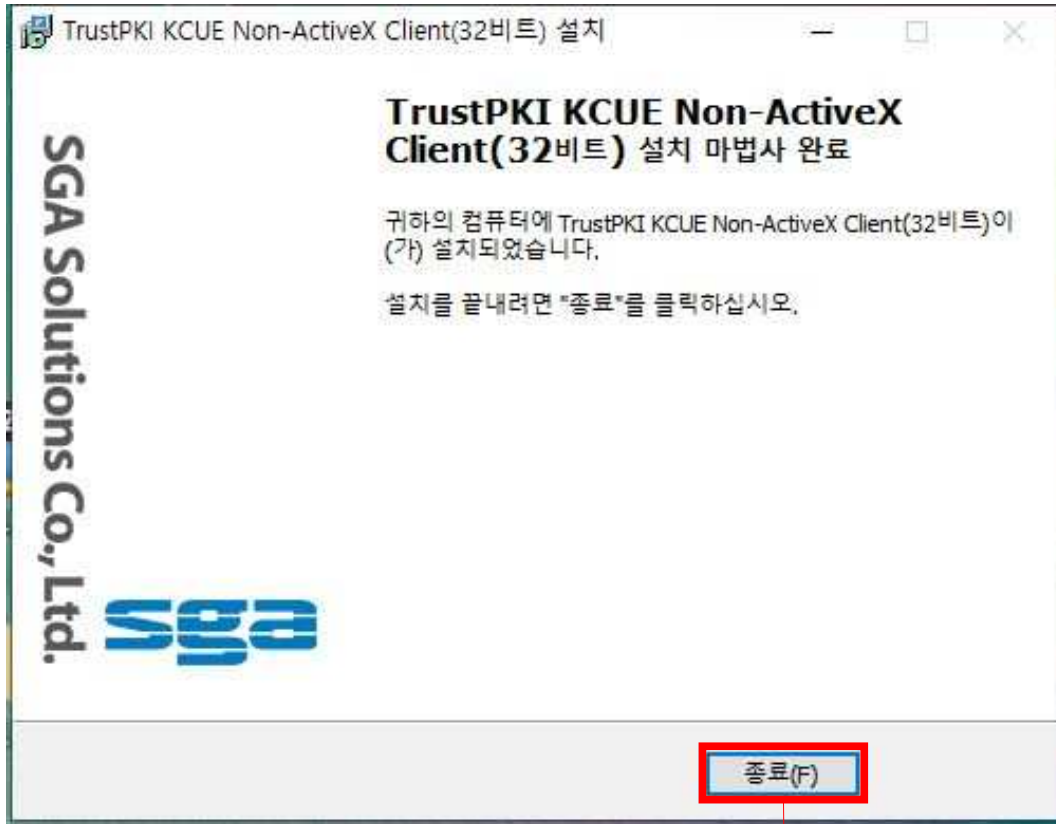 TrustPKI KCUE Non-ActiveX Client(32비트) 설치
TrustPKI KCUE Non-ActiveX
Client(32비트) 설치 마법사 완료
귀하의 컴퓨터에 TrustPKI KCUE Non-ActiveX Client(32비트)이
(가) 설치되었습니다.
설치를 끝내려면 "종료"를 클릭하십시오.
SGA Solutions Co., Ltd.
sga
종료(F)